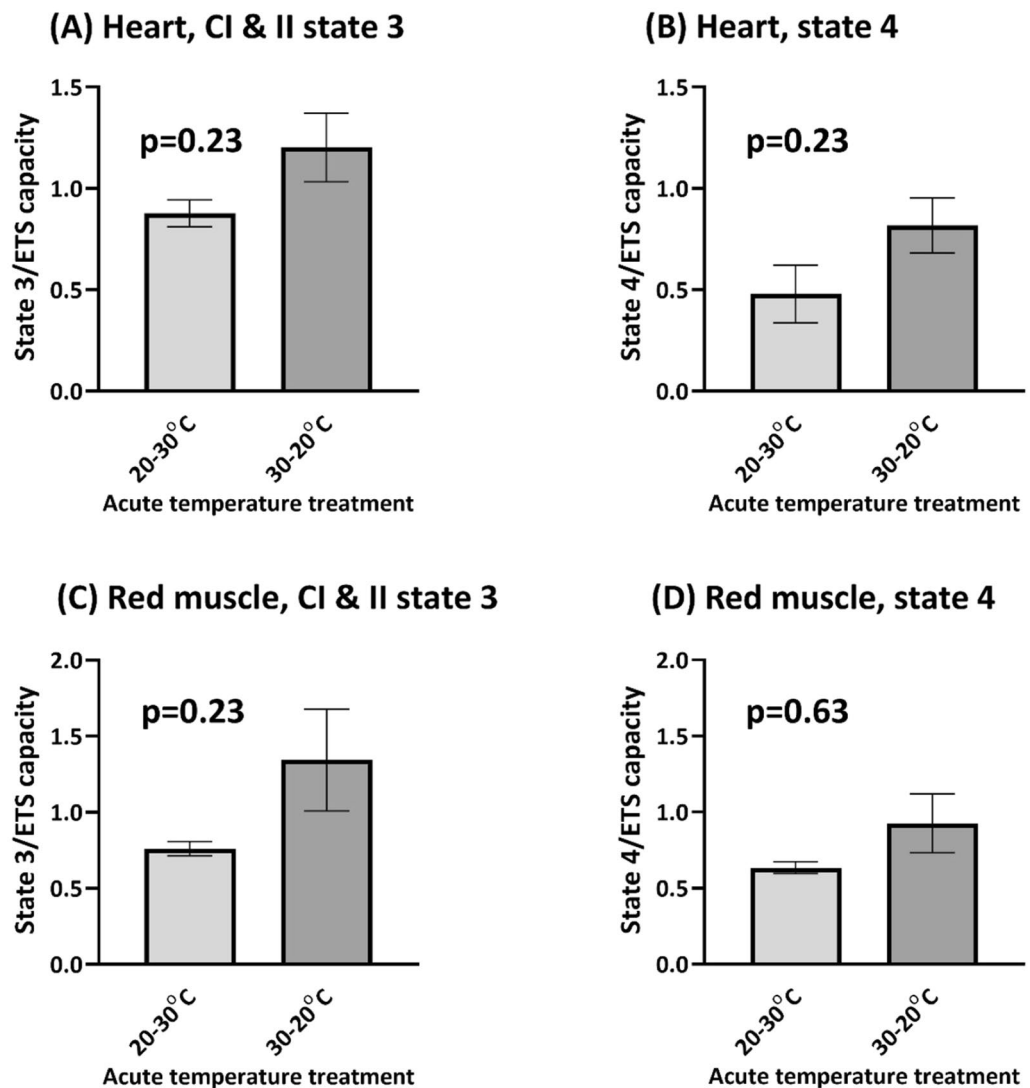 (A) Heart, CI & II state 3
State 3/ETS capacity
1.5
1.0
0.5
0.0
p=0.23
20-30°C
30-20°C
Acute temperature treatment
(B) Heart, state 4
State 4/ETS capacity
1.5
1.0
0.5
0.0
p=0.23
20-30°C
30-20°C
Acute temperature treatment
(C) Red muscle, CI & II state 3
State 3/ETS capacity
2.0
1.5
1.0
0.5
0.0
p=0.23
20-30°C
30-20°C
Acute temperature treatment
(D) Red muscle, state 4
State 4/ETS capacity
2.0
1.5
1.0
0.5
0.0
p=0.63
20-30°C
30-20°C
Acute temperature treatment